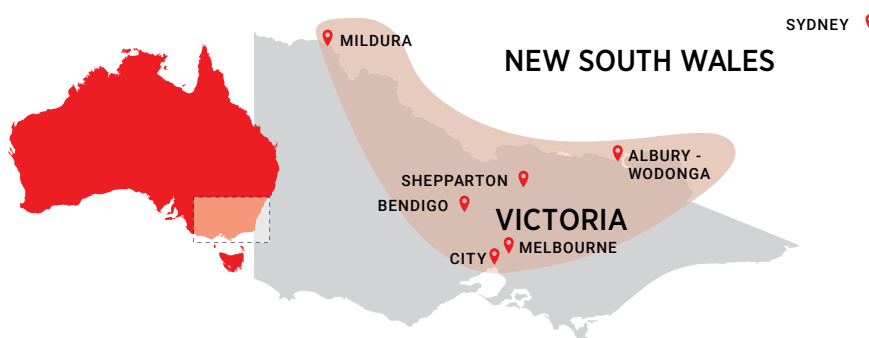 SYDNEY
MILDURA
NEW SOUTH WALES
ALBURY -
WODONGA
SHEPPARTON
BENDIGO
VICTORIA
MELBOURNE
CITY